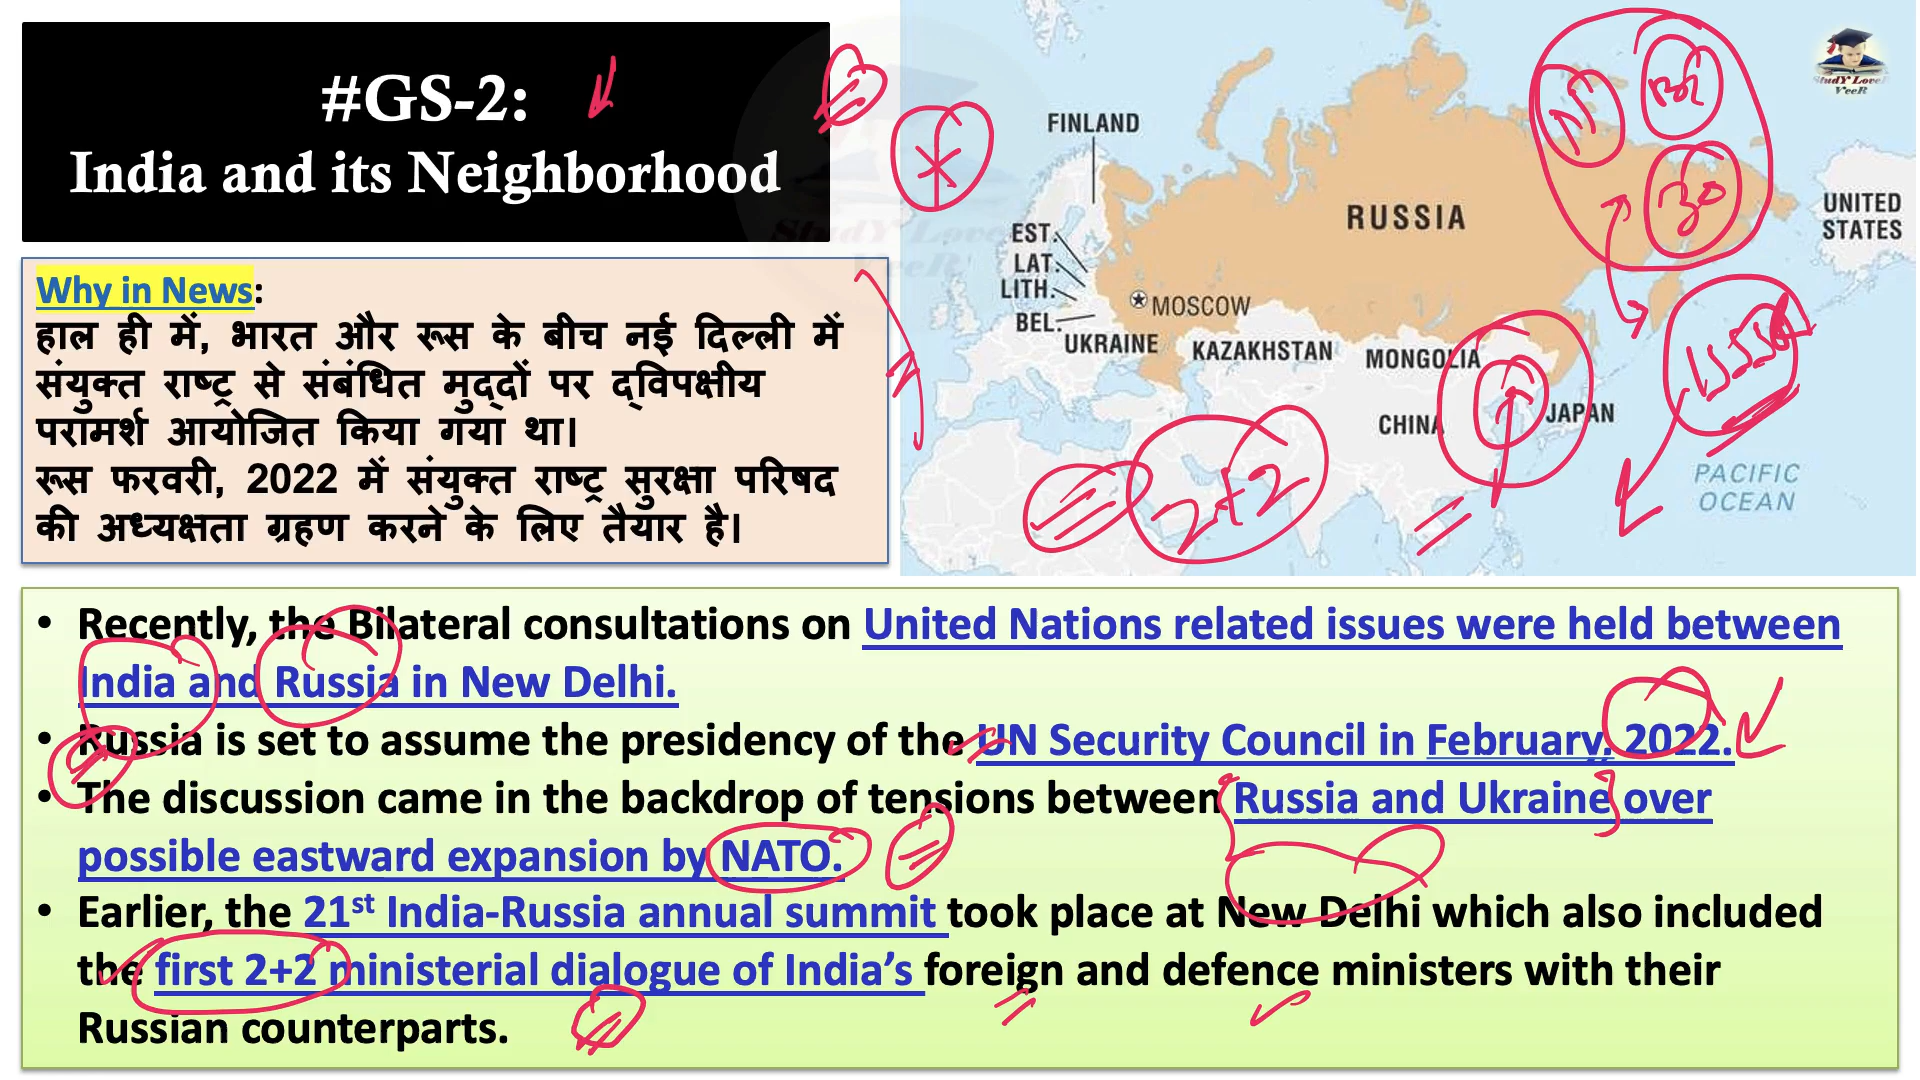 #GS-2:
India and its Neighborhood
Why in News:
हाल ही में, भारत और रूस के बीच नई दिल्ली में
संयुक्त राष्ट्र से संबंधित मुद्दों पर द्विपक्षीय
परामर्श आयोजित किया गया था।
रूस फरवरी, 2022 में संयुक्त राष्ट्र सुरक्षा परिषद
की अध्यक्षता ग्रहण करने के लिए तैयार है।
FINLAND
RUSSIA
UNITED
STATES
EST.
LAT.
LITH.
BEL.
MOSCOW
UKRAINE
KAZAKHSTAN
MONGOLIA
CHINA
JAPAN
PACIFIC
OCEAN
2+2
StudY Lover
VeeR
StudY Lover
VeeR
• Recently, the Bilateral consultations on United Nations related issues were held between
India and Russia in New Delhi.
• Russia is set to assume the presidency of the UN Security Council in February, 2022.
• The discussion came in the backdrop of tensions between Russia and Ukraine over
possible eastward expansion by NATO.
• Earlier, the 21st India-Russia annual summit took place at New Delhi which also included
the first 2+2 ministerial dialogue of India’s foreign and defence ministers with their
Russian counterparts.